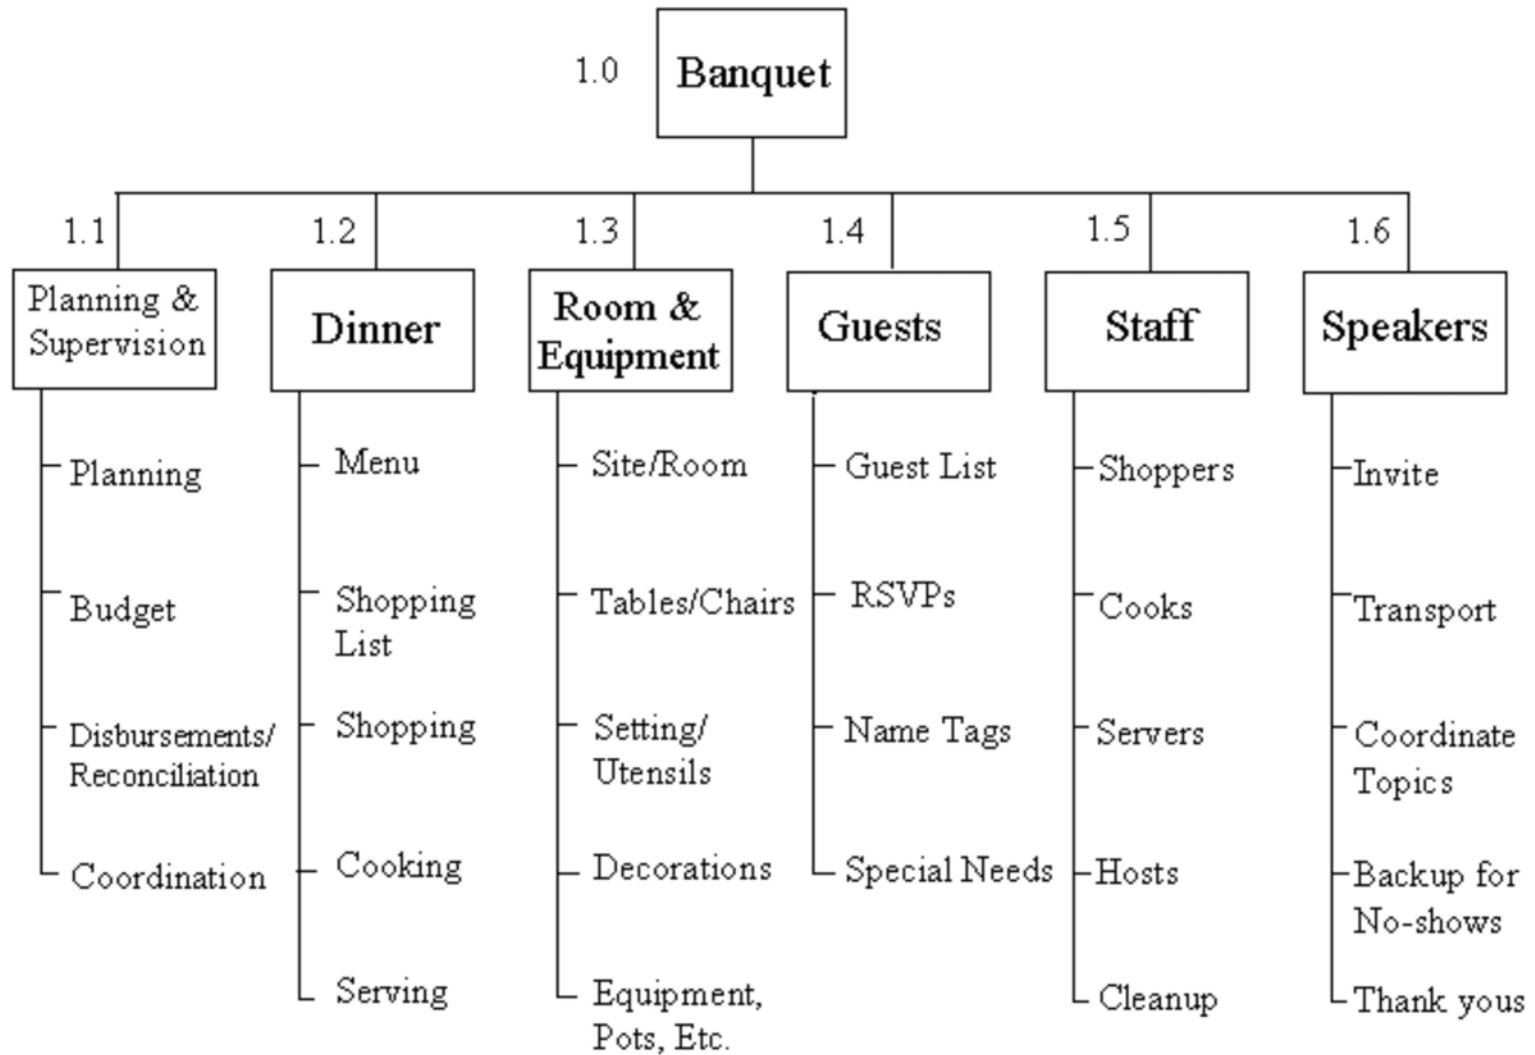 1.0
Banquet
1.1
1.2
1.3
1.4
1.5
1.6
Planning &
Supervision
Dinner
Room &
Equipment
Guests
Staff
Speakers
Planning
Budget
Disbursements/
Reconciliation
Coordination
Menu
Shopping
List
Shopping
Cooking
Serving
Site/Room
Tables/Chairs
Setting/
Utensils
Decorations
Equipment,
Pots, Etc.
Guest List
RSVPs
Name Tags
Special Needs
Shoppers
Cooks
Servers
Hosts
Cleanup
Invite
Transport
Coordinate
Topics
Backup for
No-shows
Thank yous